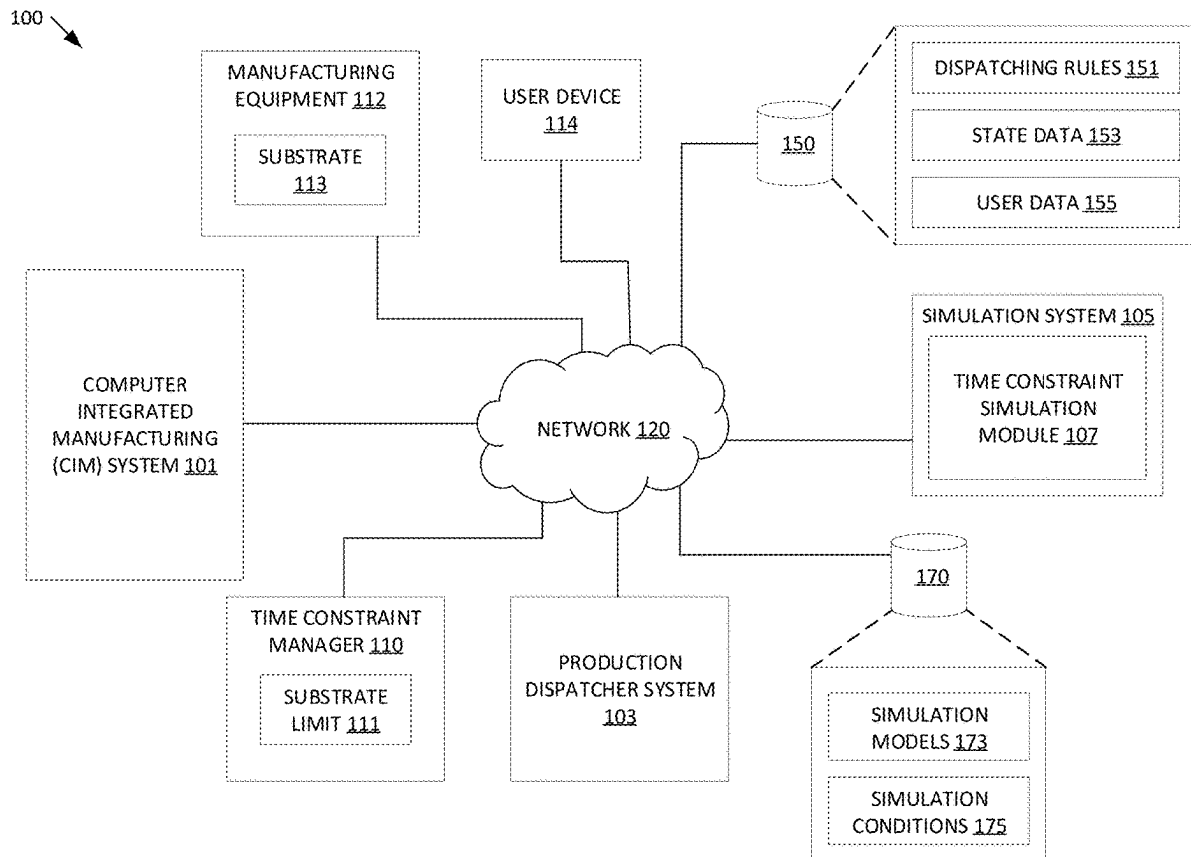 100
MANUFACTURING
EQUIPMENT 112
SUBSTRATE
113
USER DEVICE
114
150
DISPATCHING RULES 151
STATE DATA 153
USER DATA 155
COMPUTER
INTEGRATED
MANUFACTURING
(CIM) SYSTEM 101
NETWORK 120
SIMULATION SYSTEM 105
TIME CONSTRAINT
SIMULATION
MODULE 107
TIME CONSTRAINT
MANAGER 110
SUBSTRATE
LIMIT 111
PRODUCTION
DISPATCHER SYSTEM
103
170
SIMULATION
MODELS 173
SIMULATION
CONDITIONS 175